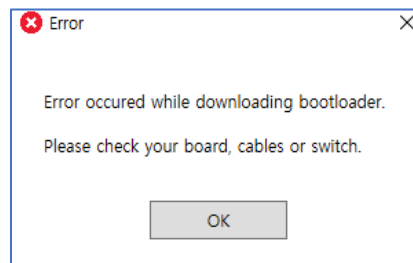 Error
Error occured while downloading bootloader.
Please check your board, cables or switch.
OK